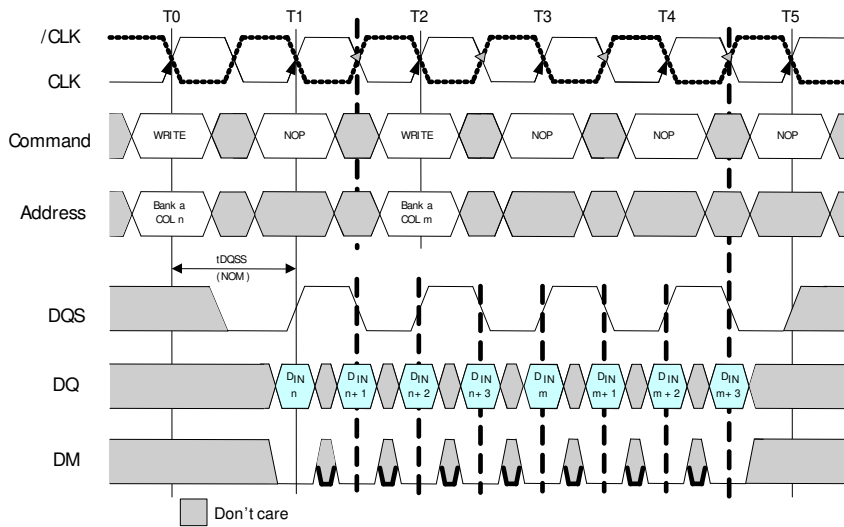 T0 T1 T2 T3 T4 T5
/CLK
CLK
Command
WRITE NOP WRITE NOP NOP NOP
Address
Bank a
COL n
Bank a
COL m
tDQSS
(NOM)
DQS
DQ
DIN
n
DIN
n+1
DIN
n+2
DIN
n+3
DIN
m
DIN
m+1
DIN
m+2
DIN
m+3
DM
Don't care